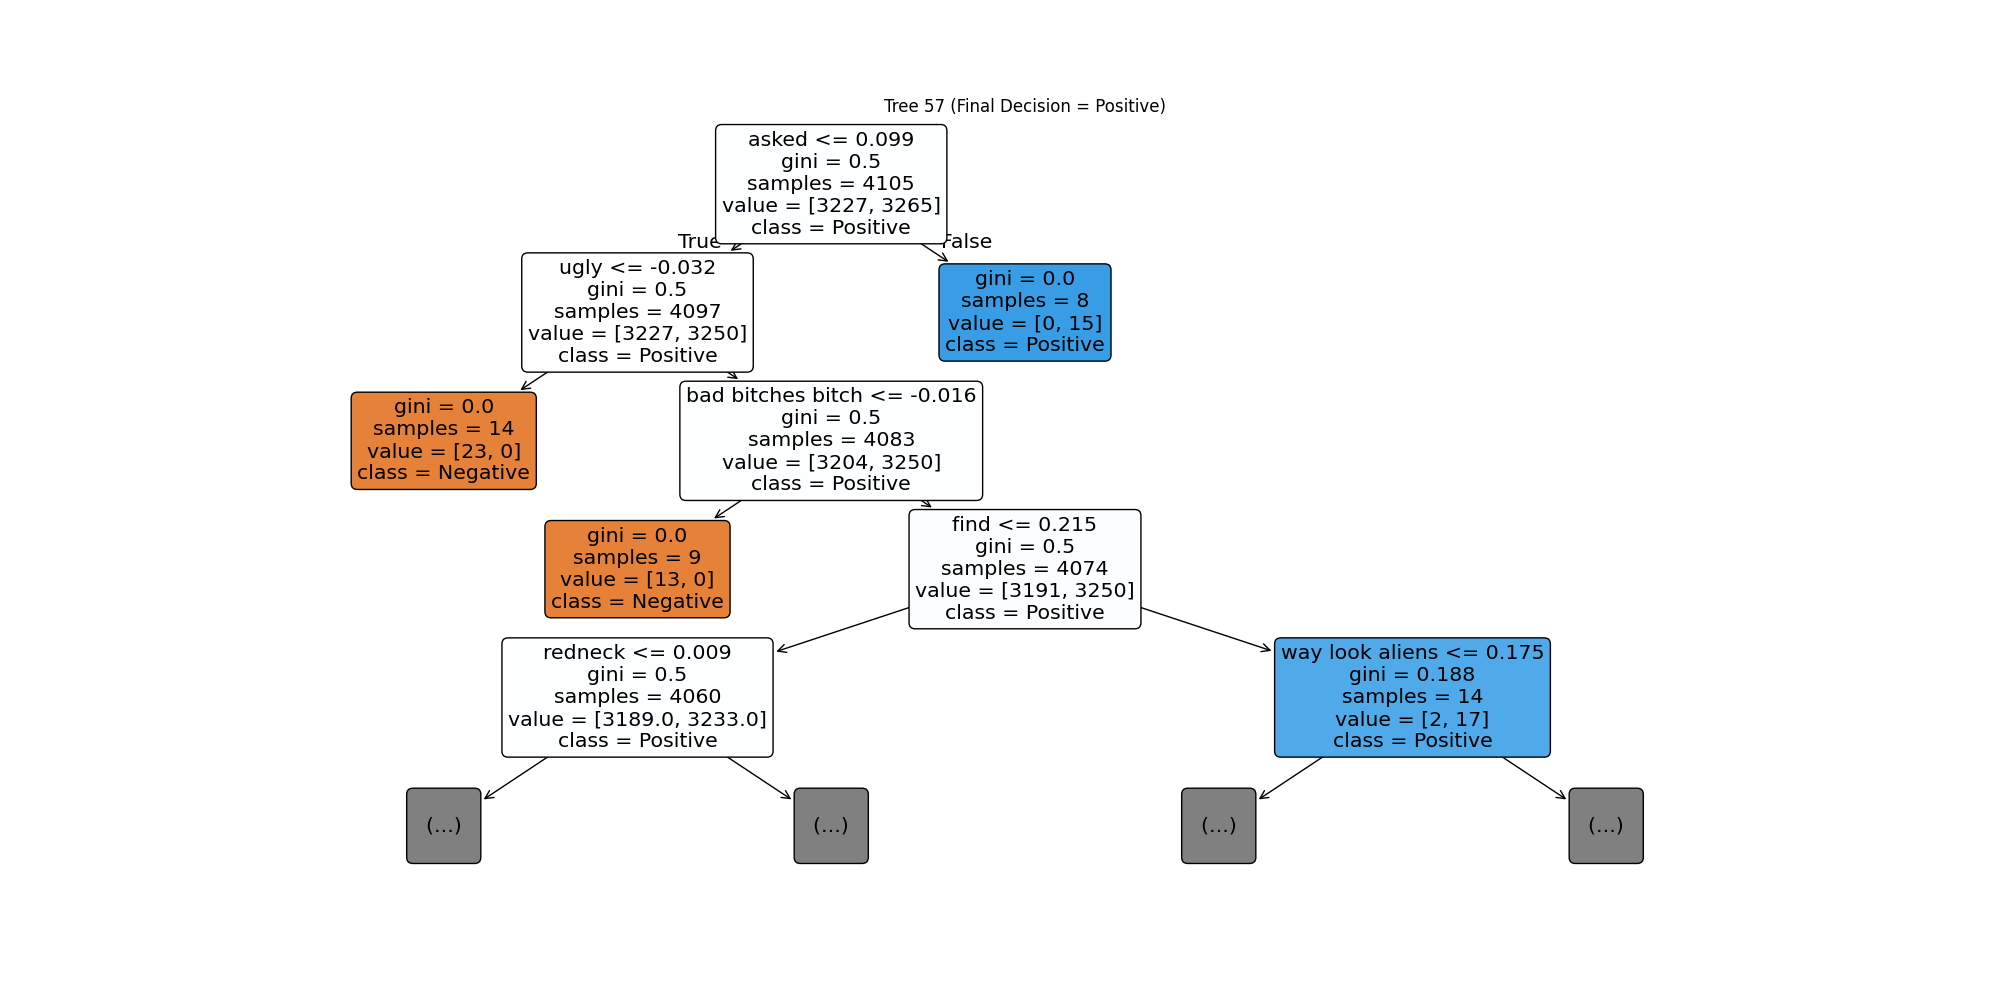 Tree 57 (Final Decision = Positive)
asked <= 0.099
gini = 0.5
samples = 4105
value = [3227, 3265]
class = Positive
True
False
ugly <= -0.032
gini = 0.5
samples = 4097
value = [3227, 3250]
class = Positive
gini = 0.0
samples = 8
value = [0, 15]
class = Positive
gini = 0.0
samples = 14
value = [23, 0]
class = Negative
bad bitches bitch <= -0.016
gini = 0.5
samples = 4083
value = [3204, 3250]
class = Positive
gini = 0.0
samples = 9
value = [13, 0]
class = Negative
find <= 0.215
gini = 0.5
samples = 4074
value = [3191, 3250]
class = Positive
redneck <= 0.009
gini = 0.5
samples = 4060
value = [3189.0, 3233.0]
class = Positive
way look aliens <= 0.175
gini = 0.188
samples = 14
value = [2, 17]
class = Positive
(...)
(...)
(...)
(...)